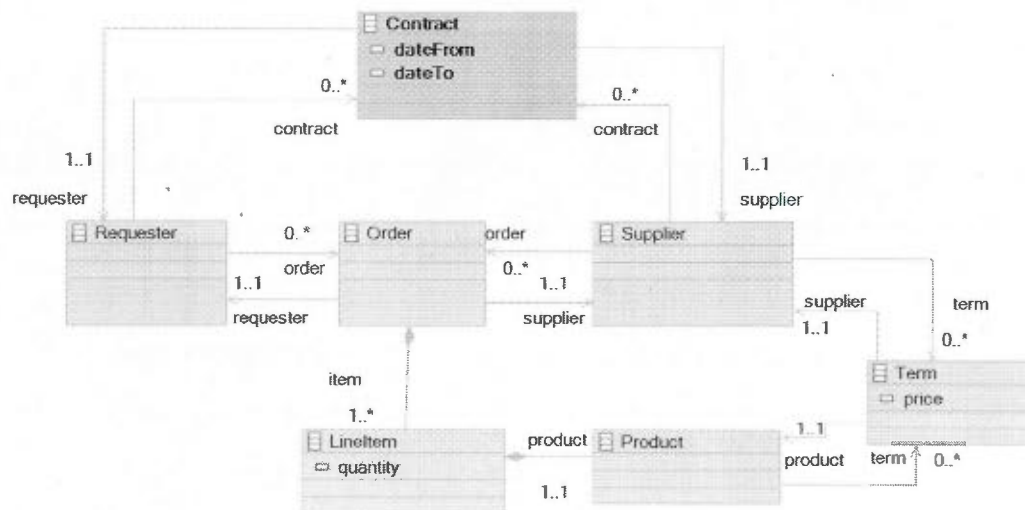 Contract
dateFrom
dateTo
0..*
contract
0..*
contract
1..1
requester
1..1
supplier
Requester
0..*
order
1..1
requester
Order
order
0..*
1..1
supplier
Supplier
supplier
1..1
term
0..*
item
1..*
Term
price
LineItem
quantity
product
1..1
Product
1..1
product
term
0..*